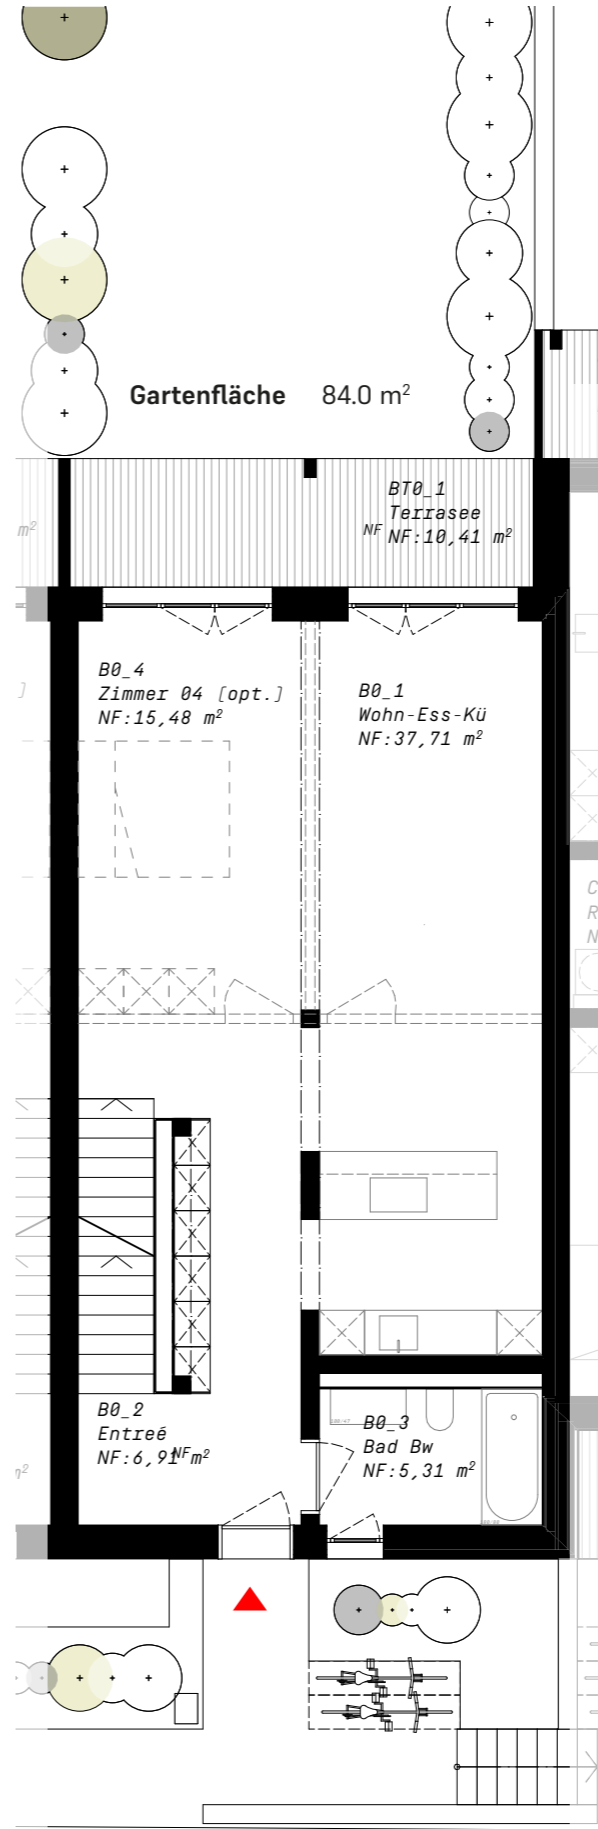 Gartenfläche 84.0 m²
BT0_1
Terrasee
NF NF:10,41 m²
m²
B0_4
Zimmer 04 [opt.]
NF:15,48 m²
]
B0_1
Wohn-Ess-Kü
NF:37,71 m²
C
R
N
B0_2
Entreé
NF:6,91 m²
NF
m²
B0_3
Bad Bw
NF:5,31 m²